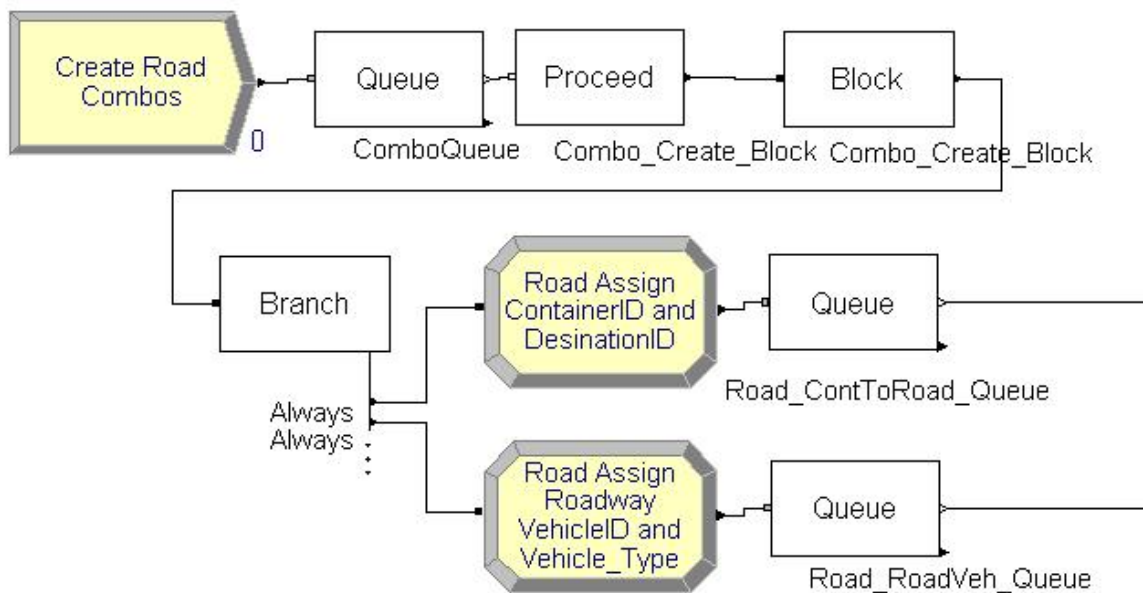 Create Road
Combos
0
Queue
ComboQueue
Proceed
Combo_Create_Block
Block
Combo_Create_Block
Branch
Always
Always
Road Assign
ContainerID and
DesinationID
Queue
Road_ContToRoad_Queue
Road Assign
Roadway
VehicleID and
Vehicle_Type
Queue
Road_RoadVeh_Queue